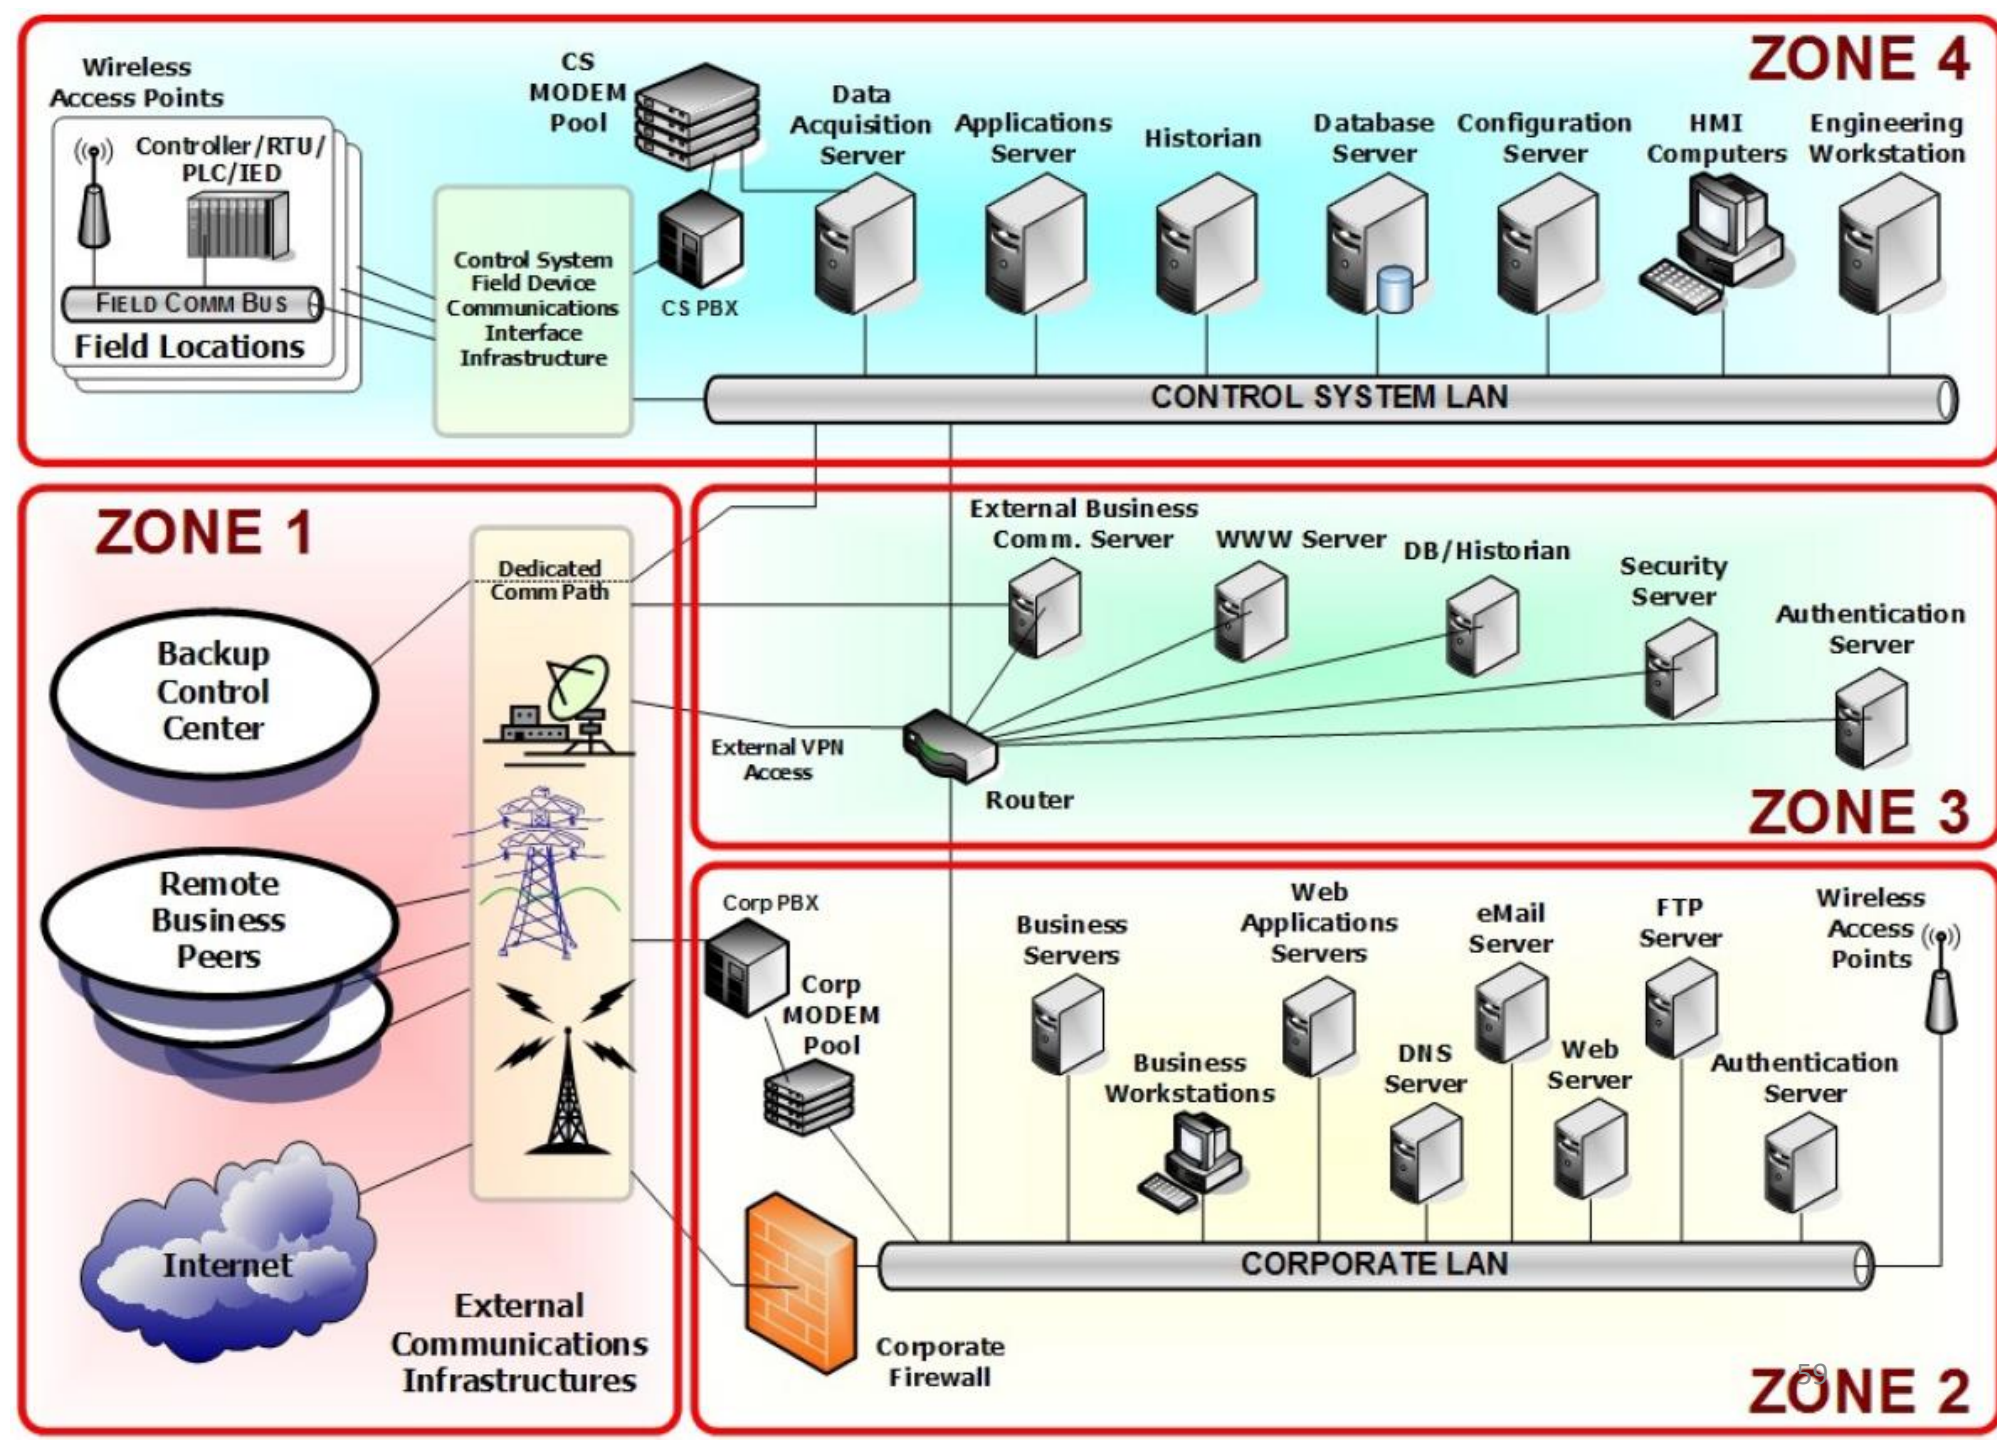 ZONE 4
Wireless
Access Points
Controller/RTU/
PLC/IED
FIELD COMM BUS
Field Locations
Control System
Field Device
Communications
Interface
Infrastructure
CS
MODEM
Pool
CS PBX
Data
Acquisition
Server
Applications
Server
Historian
Database
Server
Configuration
Server
HMI
Computers
Engineering
Workstation
CONTROL SYSTEM LAN
ZONE 1
Dedicated
Comm Path
Backup
Control
Center
Remote
Business
Peers
Internet
External
Communications
Infrastructures
External Business
Comm. Server
WWW Server
DB/Historian
Security
Server
Authentication
Server
External VPN
Access
Router
ZONE 3
Corp PBX
Corp
MODEM
Pool
Business
Servers
Business
Workstations
Web
Applications
Servers
DNS
Server
eMail
Server
Web
Server
FTP
Server
Authentication
Server
Wireless
Access
Points
CORPORATE LAN
Corporate
Firewall
59
ZONE 2